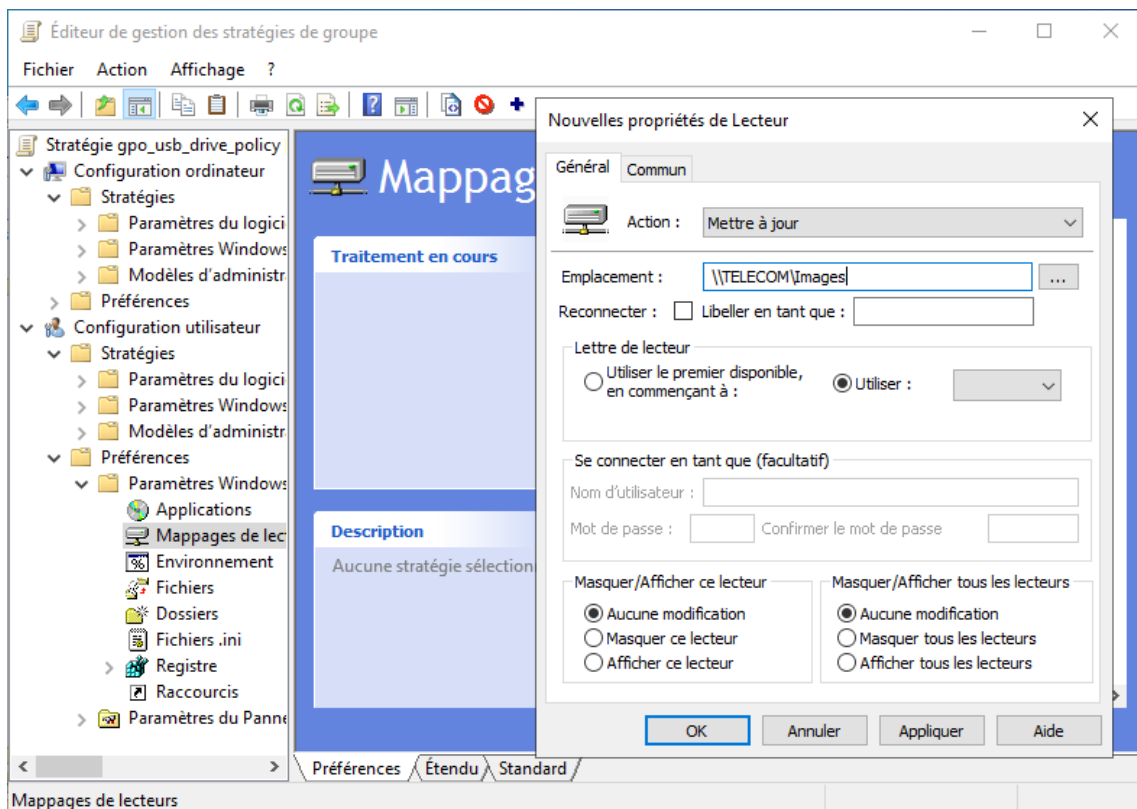 Éditeur de gestion des stratégies de groupe
Fichier Action Affichage ?
Stratégie gpo_usb_drive_policy
Configuration ordinateur
Stratégies
Paramètres du logici
Paramètres Windows
Modèles d'administr
Préférences
Configuration utilisateur
Stratégies
Paramètres du logici
Paramètres Windows
Modèles d'administr
Préférences
Paramètres Windows
Applications
Mappages de lec
Environnement
Fichiers
Dossiers
Fichiers .ini
Registre
Raccourcis
Paramètres du Panne
Mappag
Traitement en cours
Description
Aucune stratégie sélection
Préférences Étendu Standard
Mappages de lecteurs
Nouvelles propriétés de Lecteur
Général Commun
Action : Mettre à jour
Emplacement : \\TELECOM\Images ...
Reconnecter : Libeller en tant que :
Lettre de lecteur
Utiliser le premier disponible,
en commençant à :
Utiliser :
Se connecter en tant que (facultatif)
Nom d'utilisateur :
Mot de passe : Confirmer le mot de passe
Masquer/Afficher ce lecteur
Aucune modification
Masquer ce lecteur
Afficher ce lecteur
Masquer/Afficher tous les lecteurs
Aucune modification
Masquer tous les lecteurs
Afficher tous les lecteurs
OK Annuler Appliquer Aide